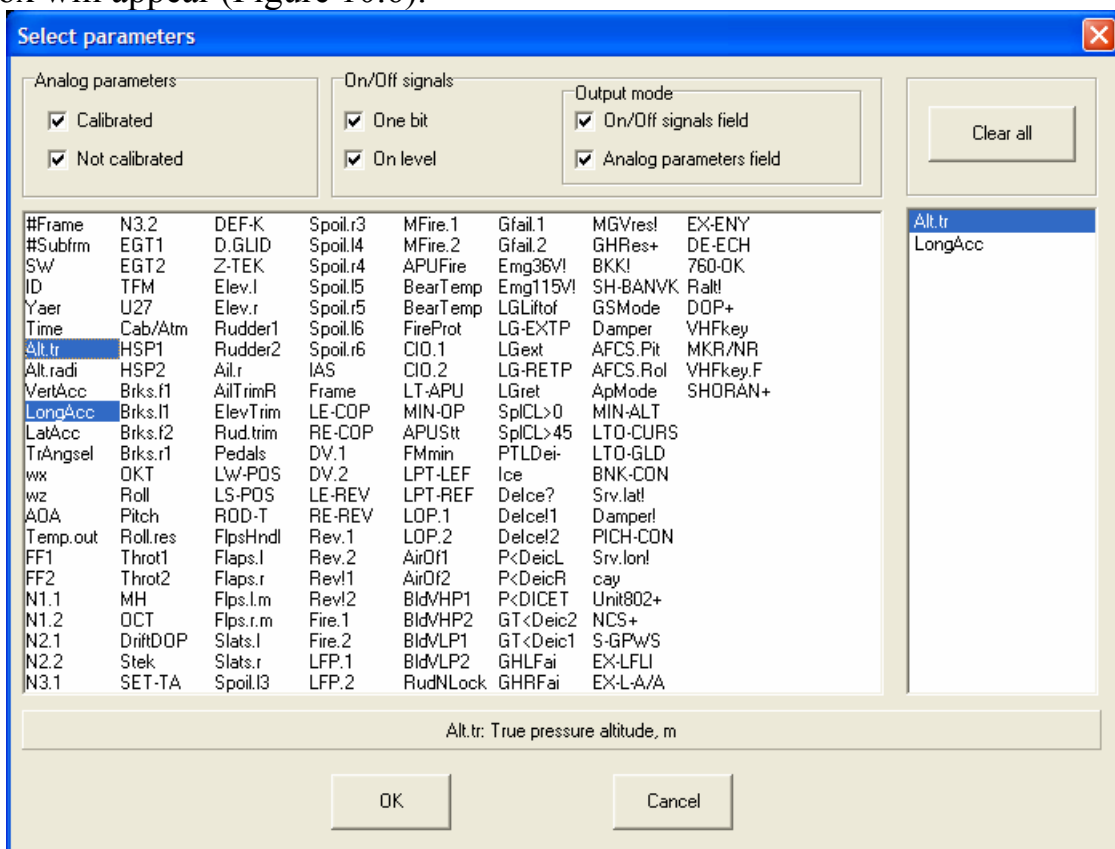 ox will appear (Figure 10.6).
Select parameters
Analog parameters On/Off signals Output mode
Calibrated One bit On/Off signals field Clear all
Not calibrated On level Analog parameters field
#Frame N3.2 DEF-K Spoil.r3 MFire.1 Gfail.1 MGVres! EX-ENY Alt.tr
#Subfrm EGT1 D.GLID Spoil.l4 MFire.2 Gfail.2 GHRes+ DE-ECH LongAcc
SW EGT2 Z-TEK Spoil.r4 APUFire Emg36V! BKK! 760-OK
ID TFM Elev.l Spoil.l5 BearTemp Emg115V! SH-BANVK Ralt!
Yaer U27 Elev.r Spoil.r5 BearTemp LGLiftof GSMode DOP+
Time Cab/Atm Rudder1 Spoil.l6 FireProt LG-EXTP Damper VHFkey
Alt.tr HSP1 Rudder2 Spoil.r6 CIO.1 LGext AFCS.Pit MKR/NR
Alt.radi HSP2 Ail.r IAS CIO.2 LG-RETP AFCS.Rol VHFkey.F
VertAcc Brks.f1 AilTrimR Frame LT-APU LGret ApMode SHORAN+
LongAcc Brks.l1 ElevTrim LE-COP MIN-OP SplCL>0 MIN-ALT
LatAcc Brks.f2 Rud.trim RE-COP APUStt SplCL>45 LTO-CURS
TrAngsel Brks.r1 Pedals DV.1 FMmin PTLDei- LTO-GLD
wx OKT LW-POS DV.2 LPT-LEF Ice BNK-CON
wz Roll LS-POS LE-REV LPT-REF DeIce? Srv.lat!
AOA Pitch ROD-T RE-REV LOP.1 DeIce!1 Damper!
Temp.out Roll.res FlpsHndl Rev.1 LOP.2 DeIce!2 PICH-CON
FF1 Throt1 Flaps.l Rev.2 AirOf1 P<DeicL Srv.lon!
FF2 Throt2 Flaps.r Rev!1 AirOf2 P<DeicR cay
N1.1 MH Flps.l.m Rev!2 BldVHP1 P<DICET Unit802+
N1.2 OCT Flps.r.m Fire.1 BldVHP2 GT<Deic2 NCS+
N2.1 DriftDOP Slats.l Fire.2 BldVLP1 GT<Deic1 S-GPWS
N2.2 Stek Slats.r LFP.1 BldVLP2 GHLFai EX-LFLI
N3.1 SET-TA Spoil.l3 LFP.2 RudNLock GHRFai EX-L-A/A
Alt.tr: True pressure altitude, m
OK Cancel